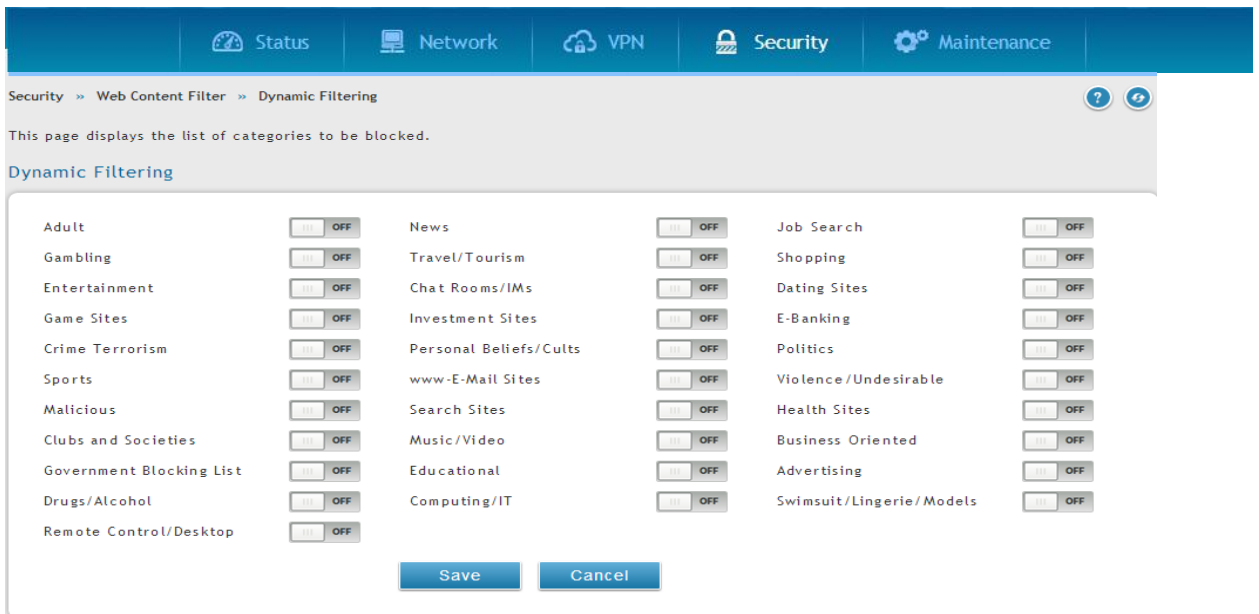 Status Network VPN Security Maintenance
Security » Web Content Filter » Dynamic Filtering
This page displays the list of categories to be blocked.
Dynamic Filtering
Adult OFF News OFF Job Search OFF
Gambling OFF Travel/Tourism OFF Shopping OFF
Entertainment OFF Chat Rooms/IMs OFF Dating Sites OFF
Game Sites OFF Investment Sites OFF E-Banking OFF
Crime Terrorism OFF Personal Beliefs/Cults OFF Politics OFF
Sports OFF www-E-Mail Sites OFF Violence/Undesirable OFF
Malicious OFF Search Sites OFF Health Sites OFF
Clubs and Societies OFF Music/Video OFF Business Oriented OFF
Government Blocking List OFF Educational OFF Advertising OFF
Drugs/Alcohol OFF Computing/IT OFF Swimsuit/Lingerie/Models OFF
Remote Control/Desktop OFF
Save Cancel